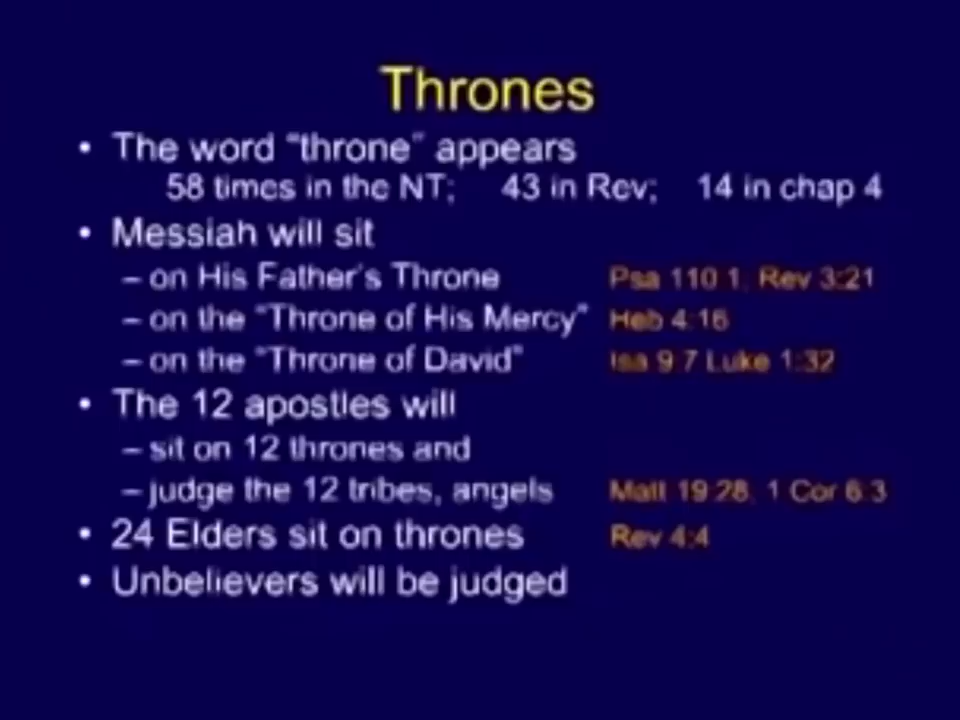 Thrones
• The word "throne" appears
58 times in the NT; 43 in Rev; 14 in chap 4
• Messiah will sit
– on His Father's Throne Psa 110:1, Rev 3:21
– on the "Throne of His Mercy" Heb 4:16
– on the "Throne of David" Isa 9:7 Luke 1:32
• The 12 apostles will
– sit on 12 thrones and
– judge the 12 tribes, angels Matt 19:28, 1 Cor 6:3
• 24 Elders sit on thrones Rev 4:4
• Unbelievers will be judged